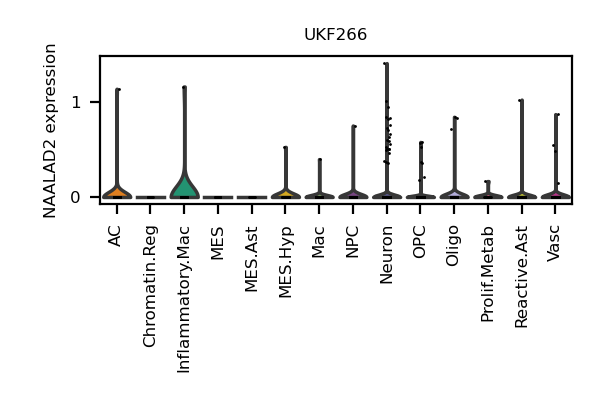 UKF266
NAALAD2 expression
1
0
AC
Chromatin.Reg
Inflammatory.Mac
MES
MES.Ast
MES.Hyp
Mac
NPC
Neuron
OPC
Oligo
Prolif.Metab
Reactive.Ast
Vasc